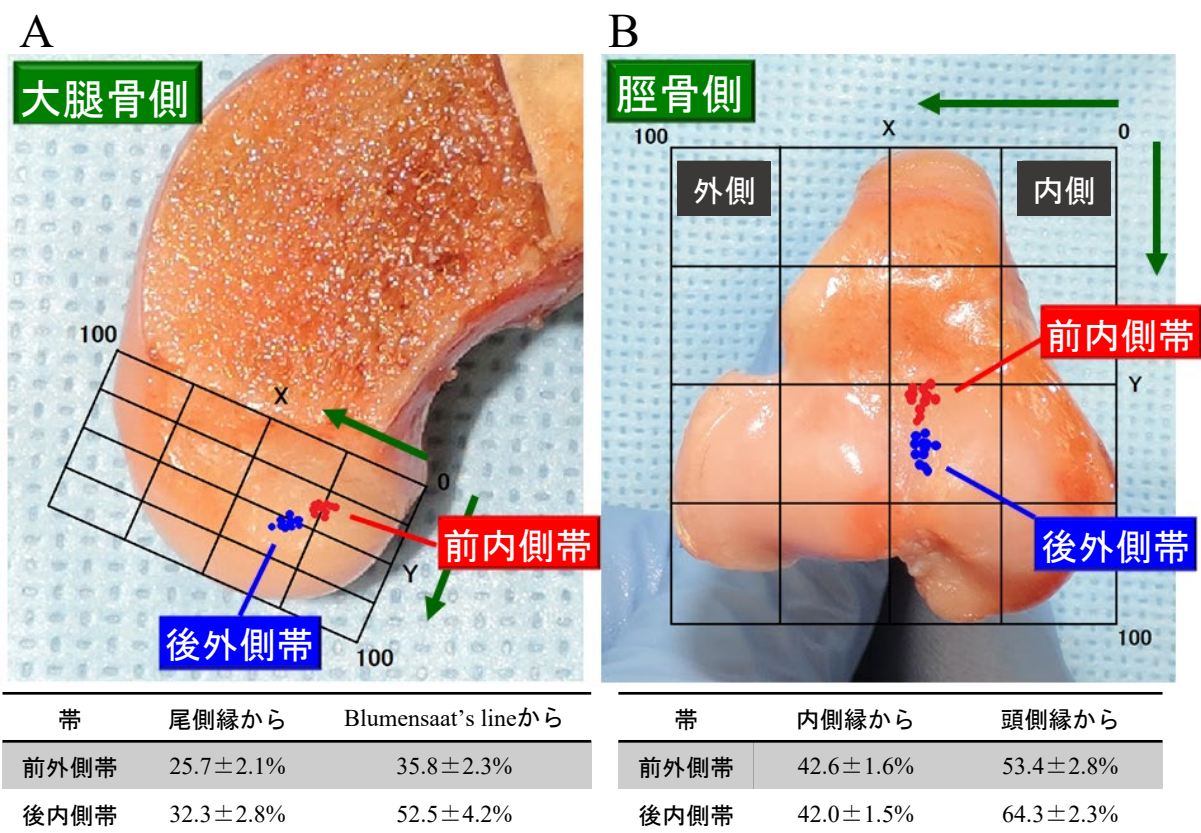 A
大腿骨側
100
X
0
前内側帯
Y
後外側帯
100
帯 尾側縁から Blumensaat's lineから
前外側帯 25.7±2.1% 35.8±2.3%
後内側帯 32.3±2.8% 52.5±4.2%
B
脛骨側
100
X
0
外側
内側
前内側帯
Y
後外側帯
100
帯 内側縁から 頭側縁から
前外側帯 42.6±1.6% 53.4±2.8%
後内側帯 42.0±1.5% 64.3±2.3%